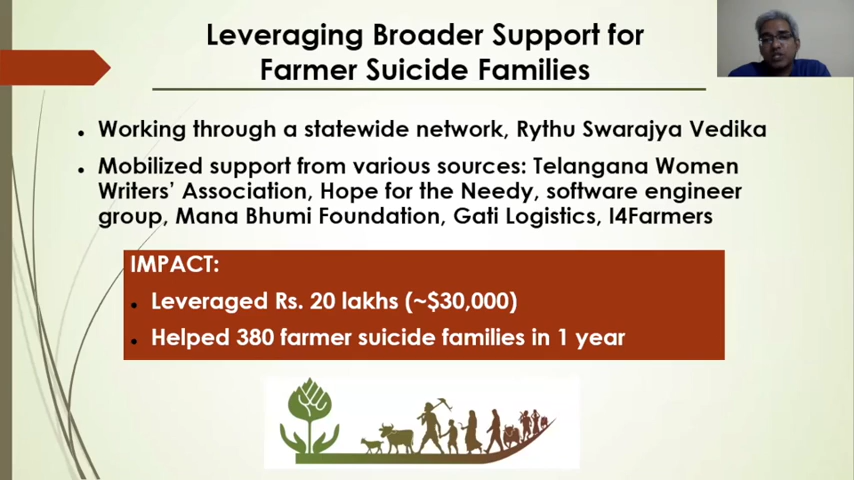 Leveraging Broader Support for
Farmer Suicide Families
• Working through a statewide network, Rythu Swarajya Vedika
• Mobilized support from various sources: Telangana Women
Writers’ Association, Hope for the Needy, software engineer
group, Mana Bhumi Foundation, Gati Logistics, I4Farmers
IMPACT:
• Leveraged Rs. 20 lakhs (~$30,000)
• Helped 380 farmer suicide families in 1 year